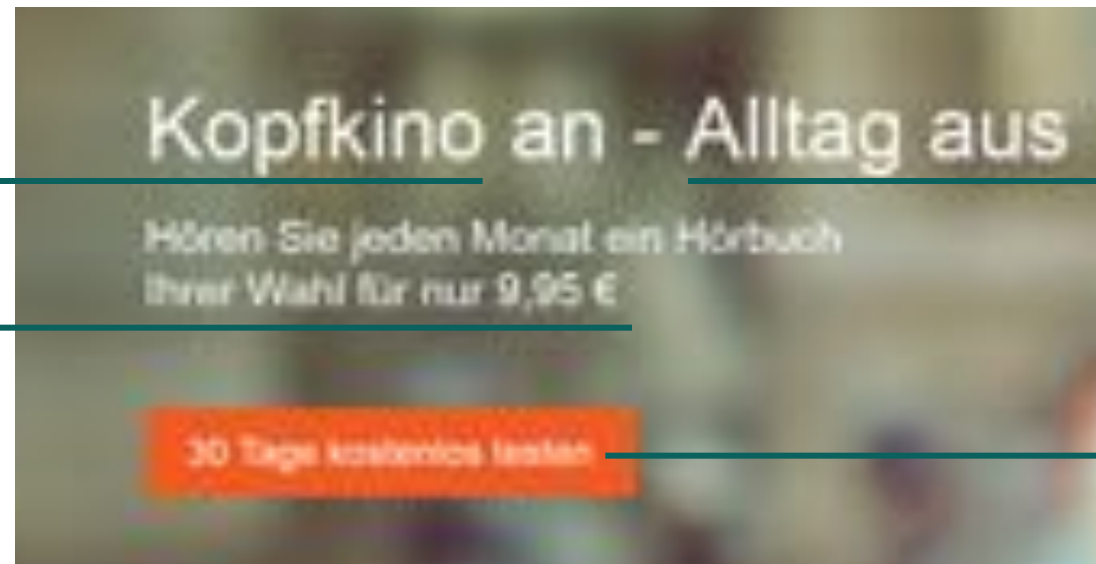 Kopfkino an - Alltag aus
Hören Sie jeden Monat ein Hörbuch
Ihrer Wahl für nur 9,95 €
30 Tage kostenlos testen